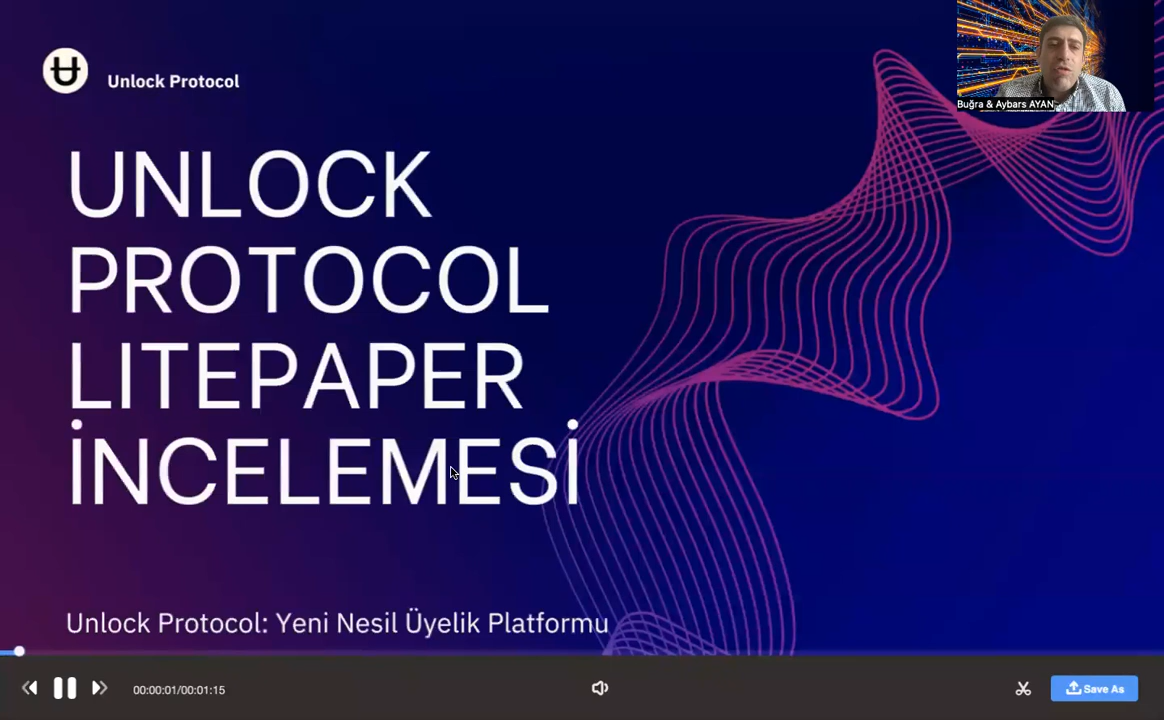 Unlock Protocol
Buğra & Aybars AYAN
UNLOCK
PROTOCOL
LITEPAPER
İNCELEMESİ
Unlock Protocol: Yeni Nesil Üyelik Platformu
00:00:01/00:01:15
Save As